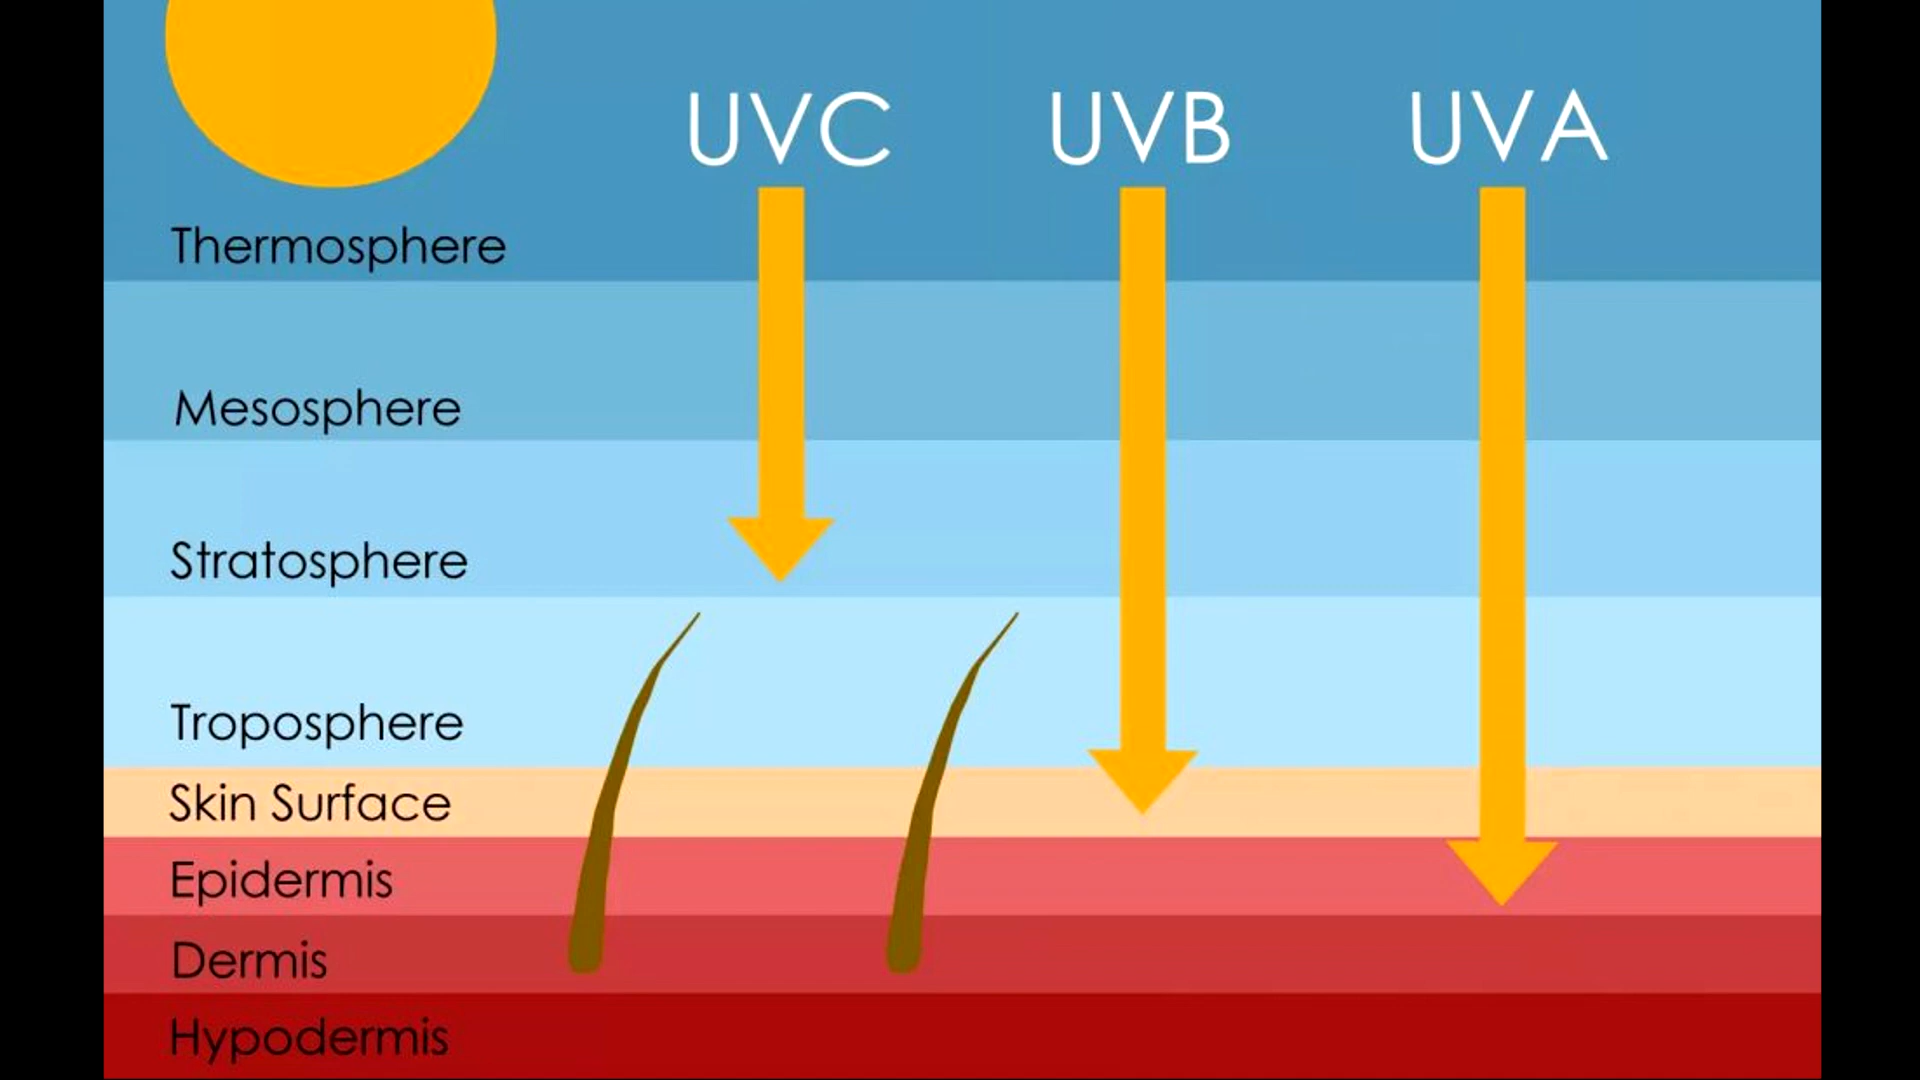 UVC UVB UVA
Thermosphere
Mesosphere
Stratosphere
Troposphere
Skin Surface
Epidermis
Dermis
Hypodermis